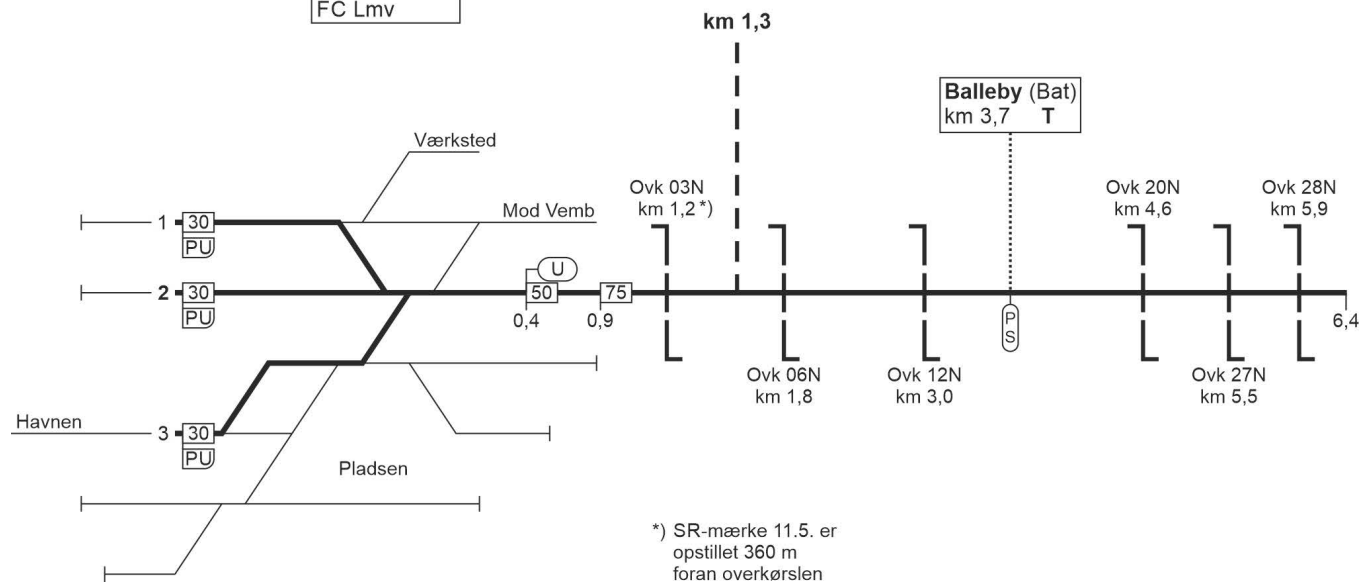 FC Lmv
km 1,3
Balleby (Bat)
km 3,7 T
Værksted
Ovk 03N
km 1,2 *)
Ovk 20N
km 4,6
Ovk 28N
km 5,9
Mod Vemb
1 30
PU
U
2 30
PU
50
75
0,4
0,9
P
S
6,4
Ovk 06N
km 1,8
Ovk 12N
km 3,0
Ovk 27N
km 5,5
Havnen
3 30
PU
Pladsen
*) SR-mærke 11.5. er
opstillet 360 m
foran overkørslen